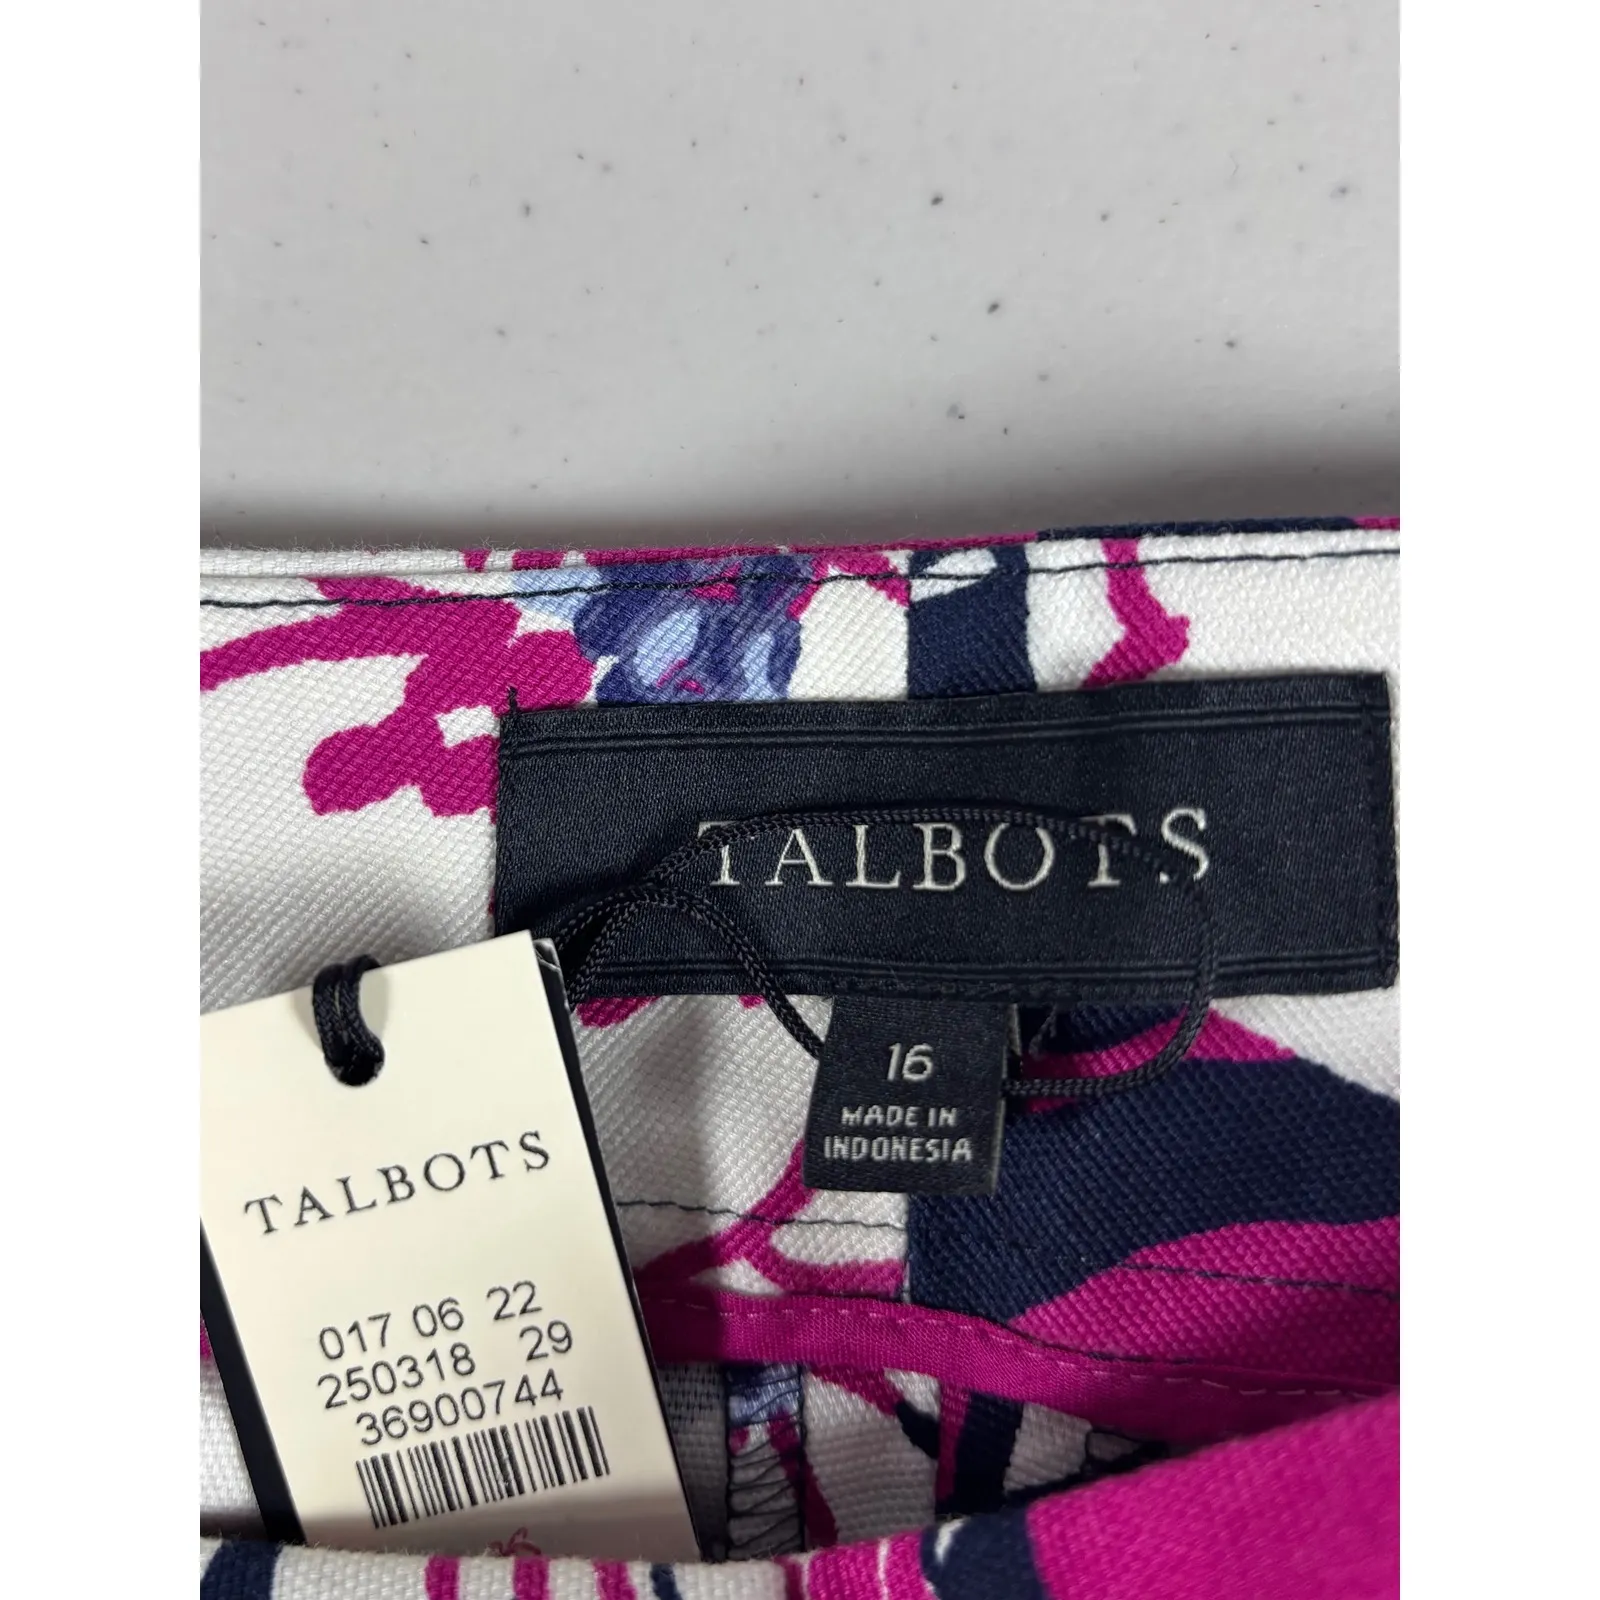 TALBOTS
16
MADE IN
INDONESIA
TALBOTS
017 06 22
250318 29
36900744